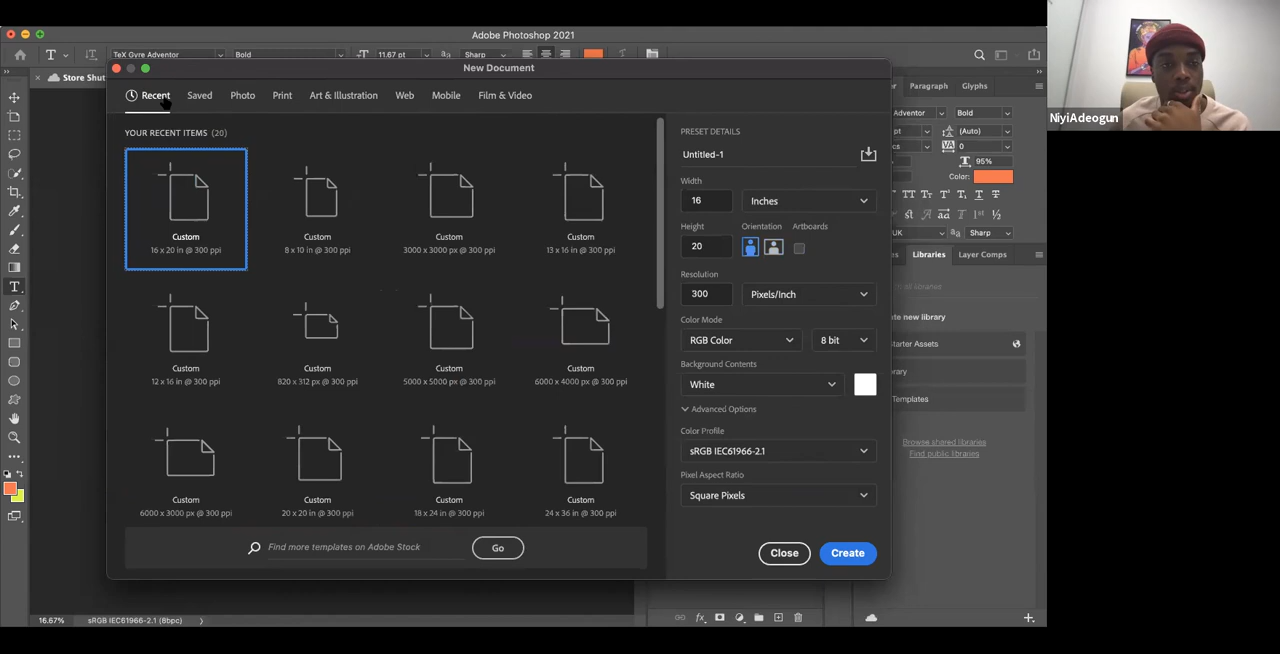 Adobe Photoshop 2021
TeX Gyre Adventor
Bold
11.67 pt
Sharp
Store Shut
New Document
Recent
Saved
Photo
Print
Art & Illustration
Web
Mobile
Film & Video
YOUR RECENT ITEMS (20)
Custom
16 x 20 in @ 300 ppi
Custom
8 x 10 in @ 300 ppi
Custom
3000 x 3000 px @ 300 ppi
Custom
13 x 16 in @ 300 ppi
Custom
12 x 16 in @ 300 ppi
Custom
820 x 312 px @ 300 ppi
Custom
5000 x 5000 px @ 300 ppi
Custom
6000 x 4000 px @ 300 ppi
Custom
6000 x 3000 px @ 300 ppi
Custom
20 x 20 in @ 300 ppi
Custom
18 x 24 in @ 300 ppi
Custom
24 x 36 in @ 300 ppi
Find more templates on Adobe Stock
Go
PRESET DETAILS
Untitled-1
Width
16
Inches
Height
Orientation
Artboards
20
Resolution
300
Pixels/Inch
Color Mode
RGB Color
8 bit
Background Contents
White
Advanced Options
Color Profile
sRGB IEC61966-2.1
Pixel Aspect Ratio
Square Pixels
Close
Create
Paragraph
Glyphs
Adventor
Bold
pt
(Auto)
0
95%
Color:
Sharp
Libraries
Layer Comps
all libraries
ate new library
tarter Assets
rary
Templates
Browse shared libraries
Find public libraries
16.67%
sRGB IEC61966-2.1 (8bpc)
NiyiAdeogun